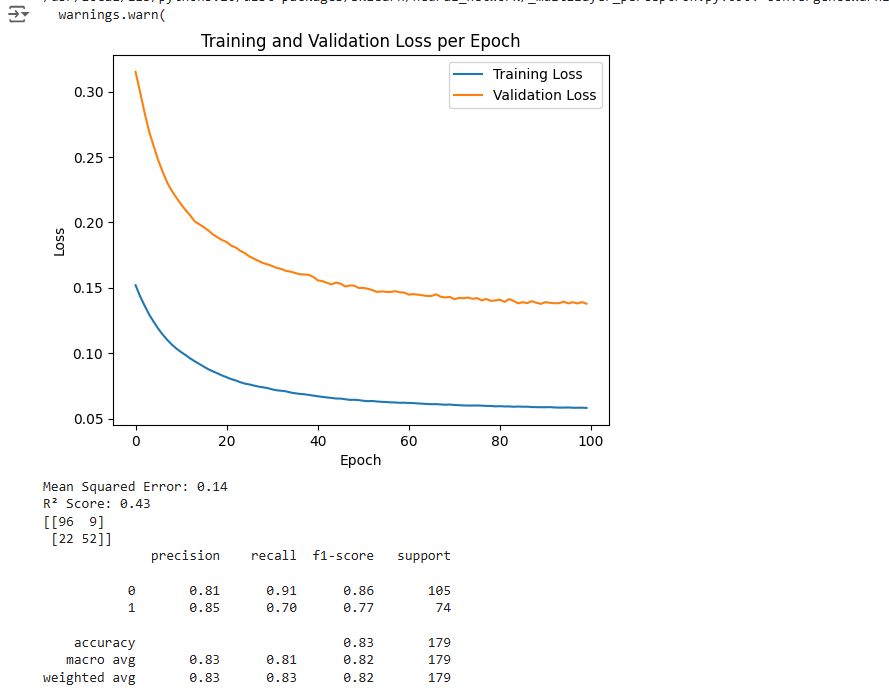 warnings.warn(
Training and Validation Loss per Epoch
Training Loss
Validation Loss
0.30
0.25
0.20
0.15
0.10
0.05
Loss
0 20 40 60 80 100
Epoch
Mean Squared Error: 0.14
R² Score: 0.43
[[96  9]
 [22 52]]
precision recall f1-score support
0 0.81 0.91 0.86 105
1 0.85 0.70 0.77 74
accuracy 0.83 179
macro avg 0.83 0.81 0.82 179
weighted avg 0.83 0.83 0.82 179